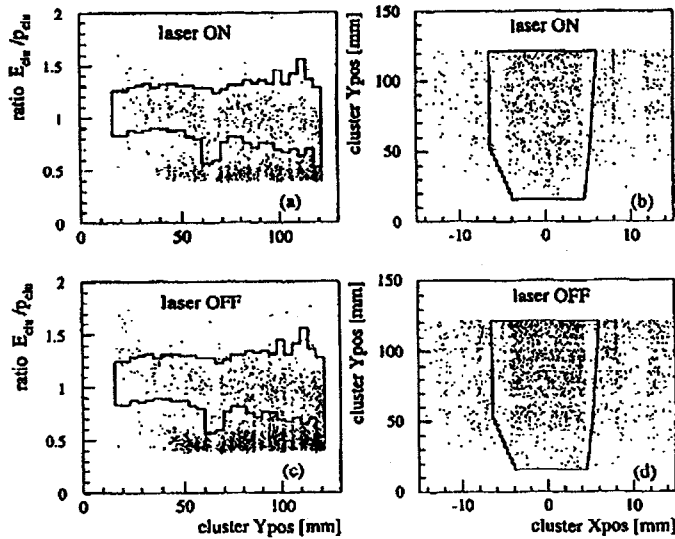 laser ON
ratio E_clu/p_clu
2
1.5
1
0.5
0
0 50 100
(a)
laser ON
cluster Ypos [mm]
150
100
50
0
-10 0 10
(b)
laser OFF
ratio E_clu/p_clu
2
1.5
1
0.5
0
0 50 100
(c)
cluster Ypos [mm]
laser OFF
cluster Ypos [mm]
150
100
50
0
-10 0 10
(d)
cluster Xpos [mm]